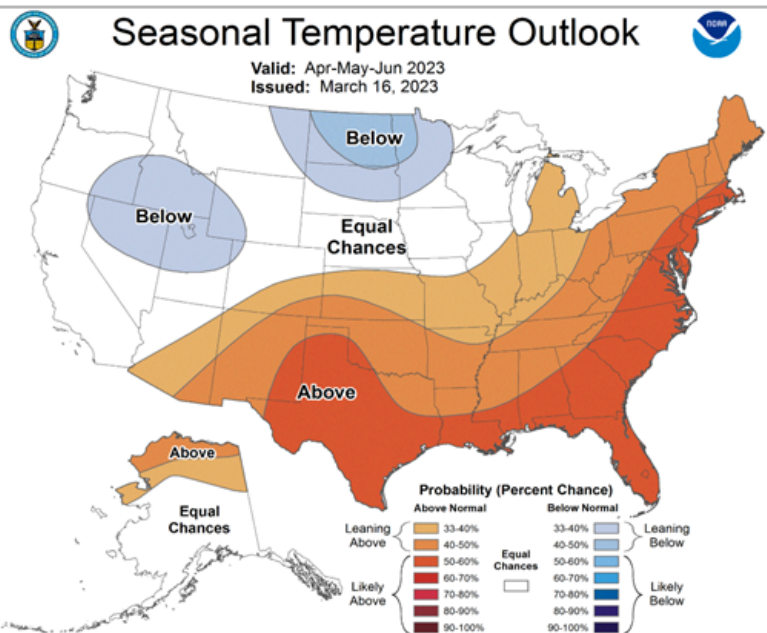 Seasonal Temperature Outlook
NOAA
Valid: Apr-May-Jun 2023
Issued: March 16, 2023
Below
Below
Equal
Chances
Above
Above
Equal
Chances
Probability (Percent Chance)
Above Normal
Below Normal
Leaning
Above
33-40%
40-50%
Likely
Above
50-60%
60-70%
70-80%
80-90%
90-100%
Equal
Chances
33-40%
40-50%
Leaning
Below
50-60%
60-70%
70-80%
80-90%
90-100%
Likely
Below